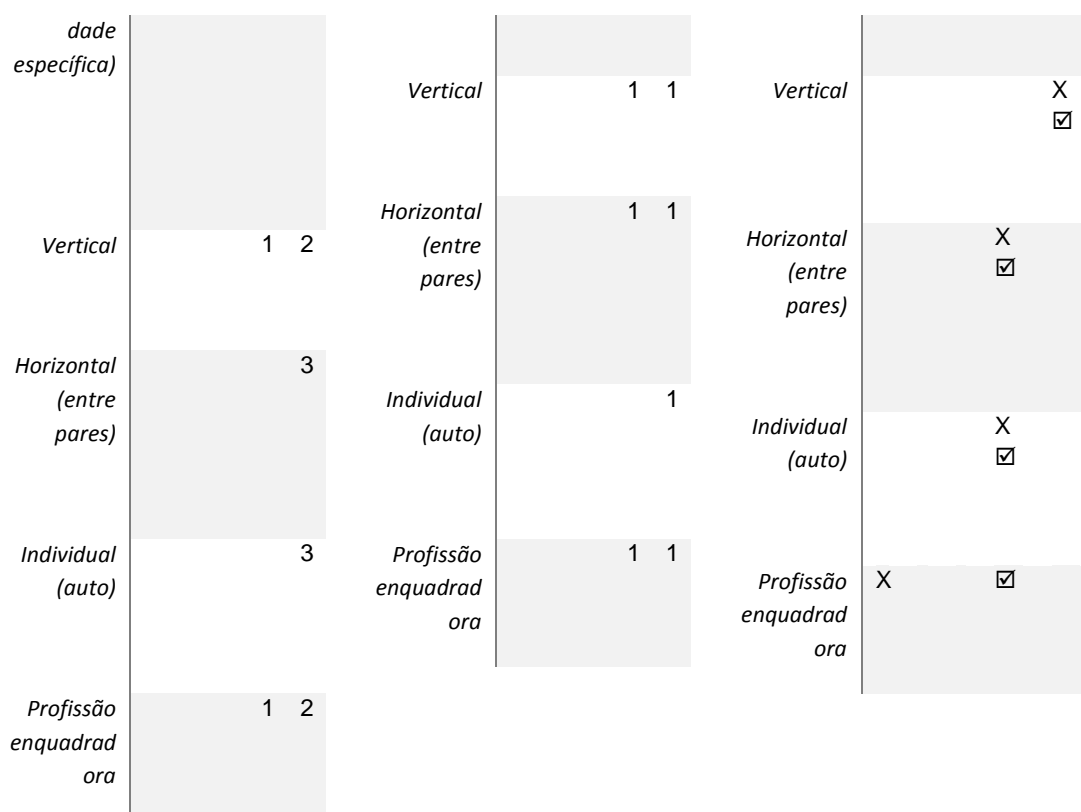 dade
específica)
Vertical 1 2
Horizontal 3
(entre
pares)
Individual 3
(auto)
Profissão 1 2
enquadrad
ora
Vertical 1 1
Horizontal 1 1
(entre
pares)
Individual 1
(auto)
Profissão 1 1
enquadrad
ora
Vertical X
☑
Horizontal X
(entre ☑
pares)
Individual X
(auto) ☑
Profissão X ☑
enquadrad
ora